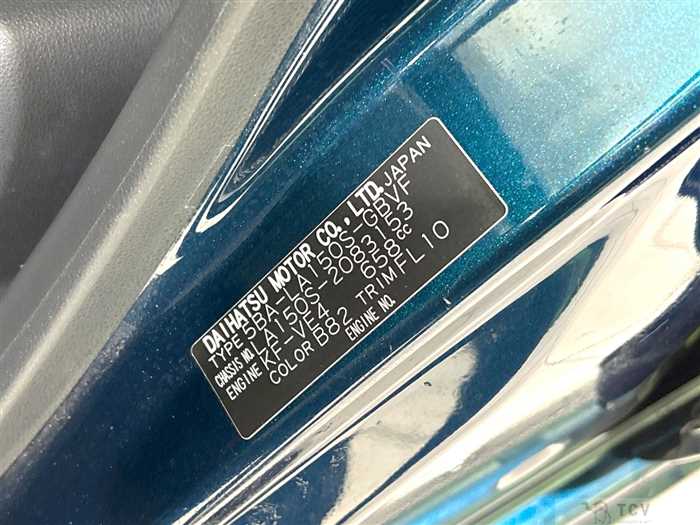 DAIHATSU MOTOR CO., LTD. JAPAN
TYPE 5BA-LA150S-GBVF
CHASSIS NO. LA150S-2083153
ENGINE KF-VE4 658cc
COLOR B82 TRIM FL10
ENGINE NO.
TCV